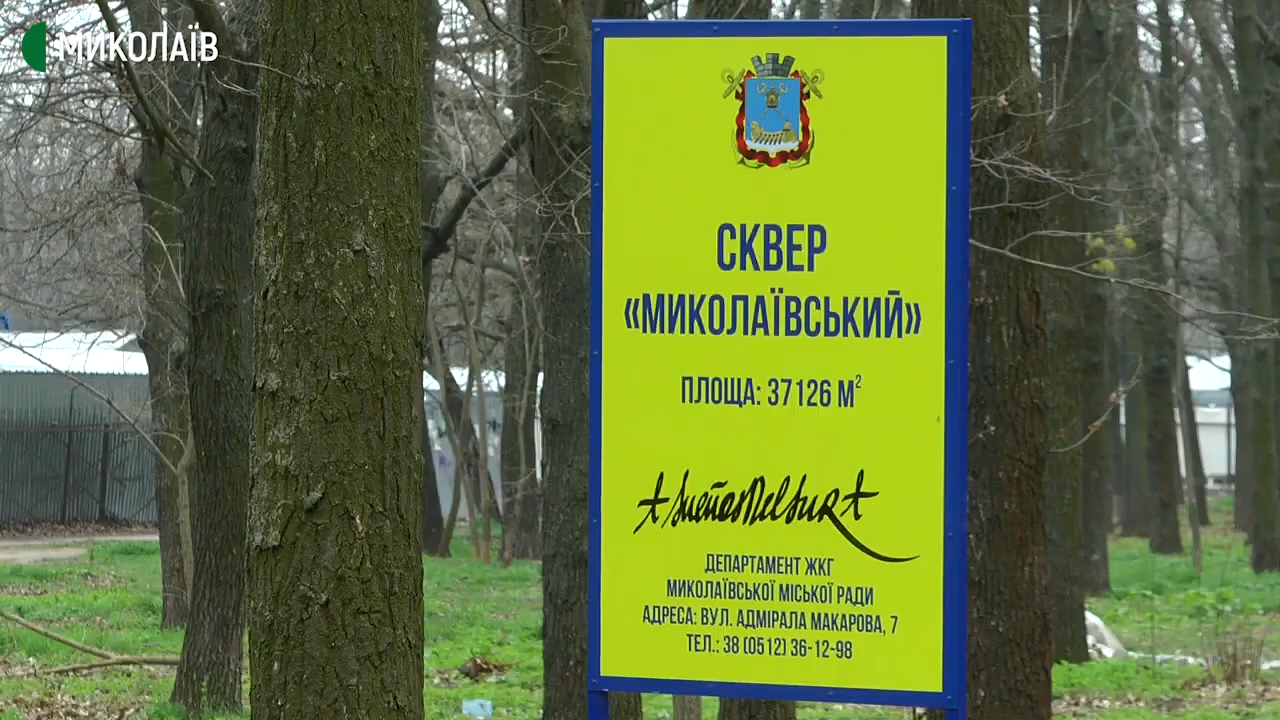 МИКОЛАЇВ
СКВЕР
«МИКОЛАЇВСЬКИЙ»
ПЛОЩА: 37126 М²
ДЕПАРТАМЕНТ ЖКГ
МИКОЛАЇВСЬКОЇ МІСЬКОЇ РАДИ
АДРЕСА: ВУЛ. АДМІРАЛА МАКАРОВА, 7
ТЕЛ.: 38 (0512) 36-12-98